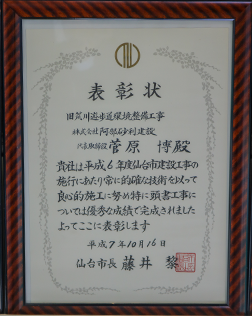 表彰状
旧笊川遊歩道環境整備工事
株式会社 阿部砂利建設
代表取締役 菅原 博殿
貴社は平成6年度仙台市建設工事の
施行にあたり常に的確な技術をもって
良心的施工に努め特に頭書工事に
ついては優秀な成績で完成されました
よってここに表彰します
平成7年10月16日
仙台市長 藤井 黎